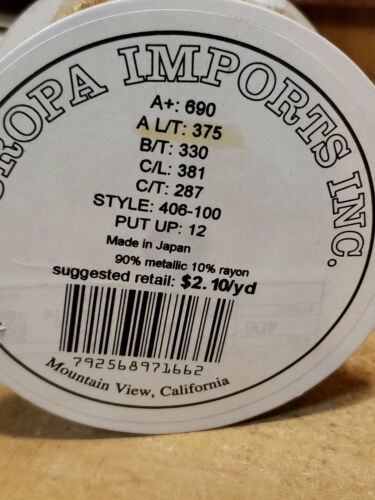 ROPA IMPORTS INC.
A+: 690
A L/T: 375
B/T: 330
C/L: 381
C/T: 287
STYLE: 406-100
PUT UP: 12
Made in Japan
90% metallic 10% rayon
suggested retail: $2.10/yd
792568971662
Mountain View, California